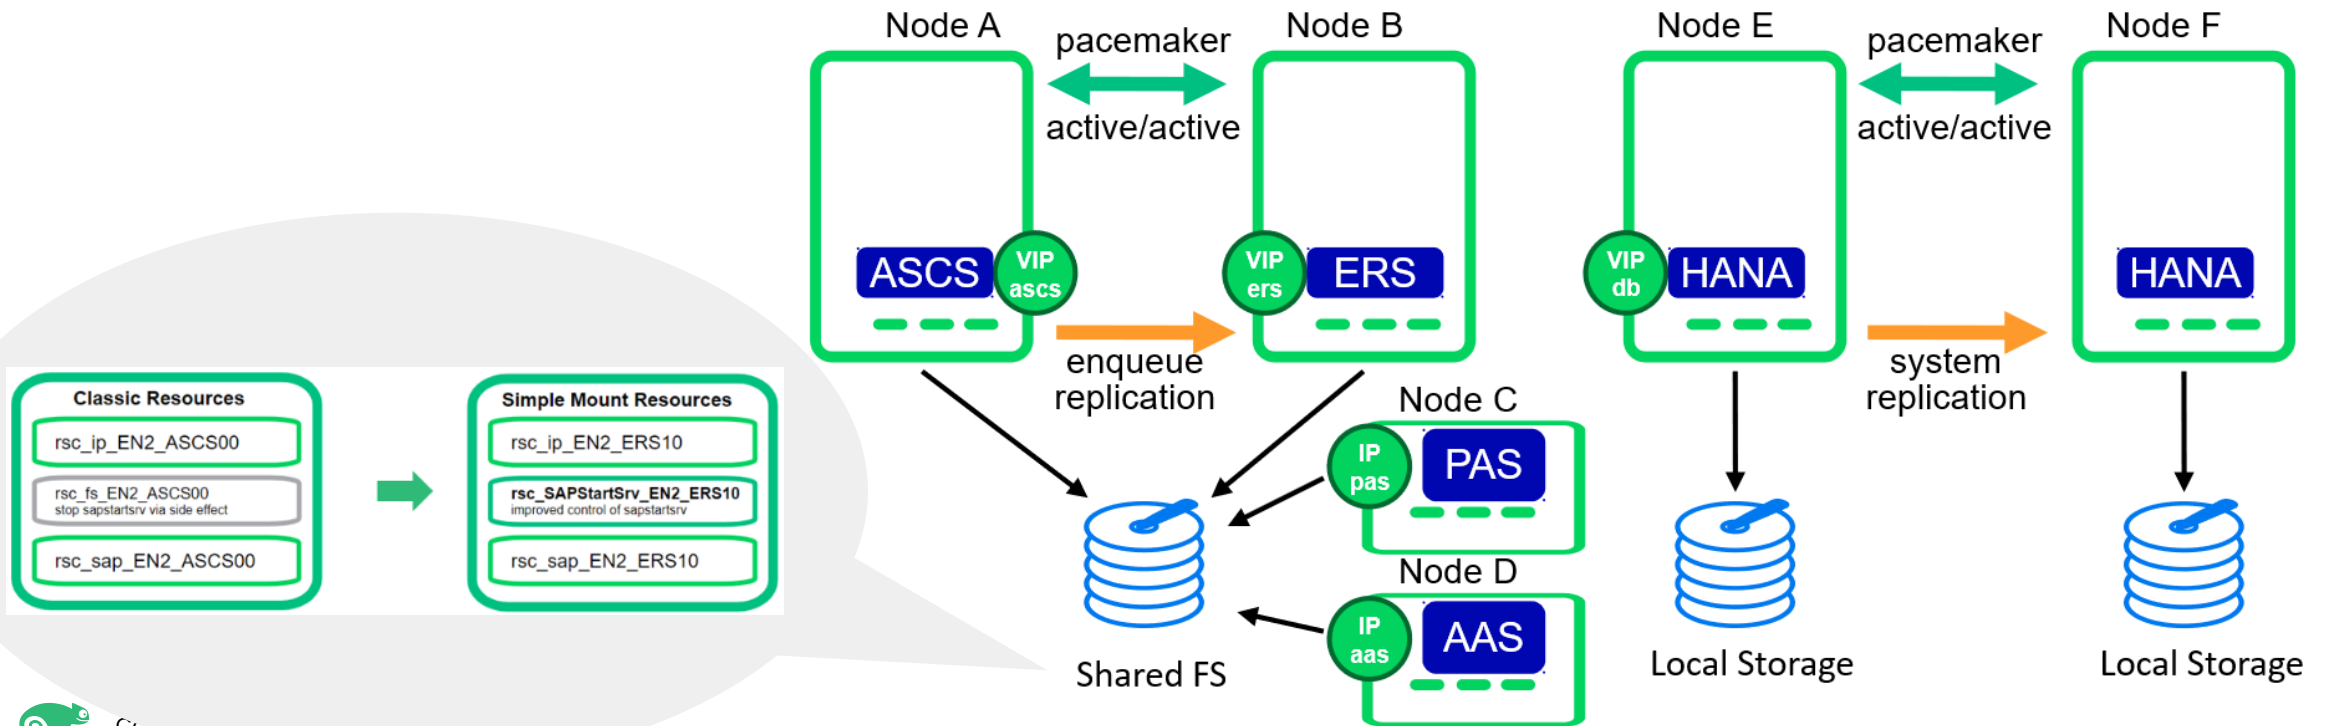 Node A
pacemaker
active/active
Node B
Node E
pacemaker
active/active
Node F
ASCS
VIP
ascs
VIP
ers
ERS
VIP
db
HANA
HANA
enqueue
replication
system
replication
Classic Resources
rsc_ip_EN2_ASCS00
rsc_fs_EN2_ASCS00
stop sapstartsrv via side effect
rsc_sap_EN2_ASCS00
Simple Mount Resources
rsc_ip_EN2_ERS10
rsc_SAPStartSrv_EN2_ERS10
improved control of sapstartsrv
rsc_sap_EN2_ERS10
Node C
IP
pas
PAS
Node D
IP
aas
AAS
Shared FS
Local Storage
Local Storage